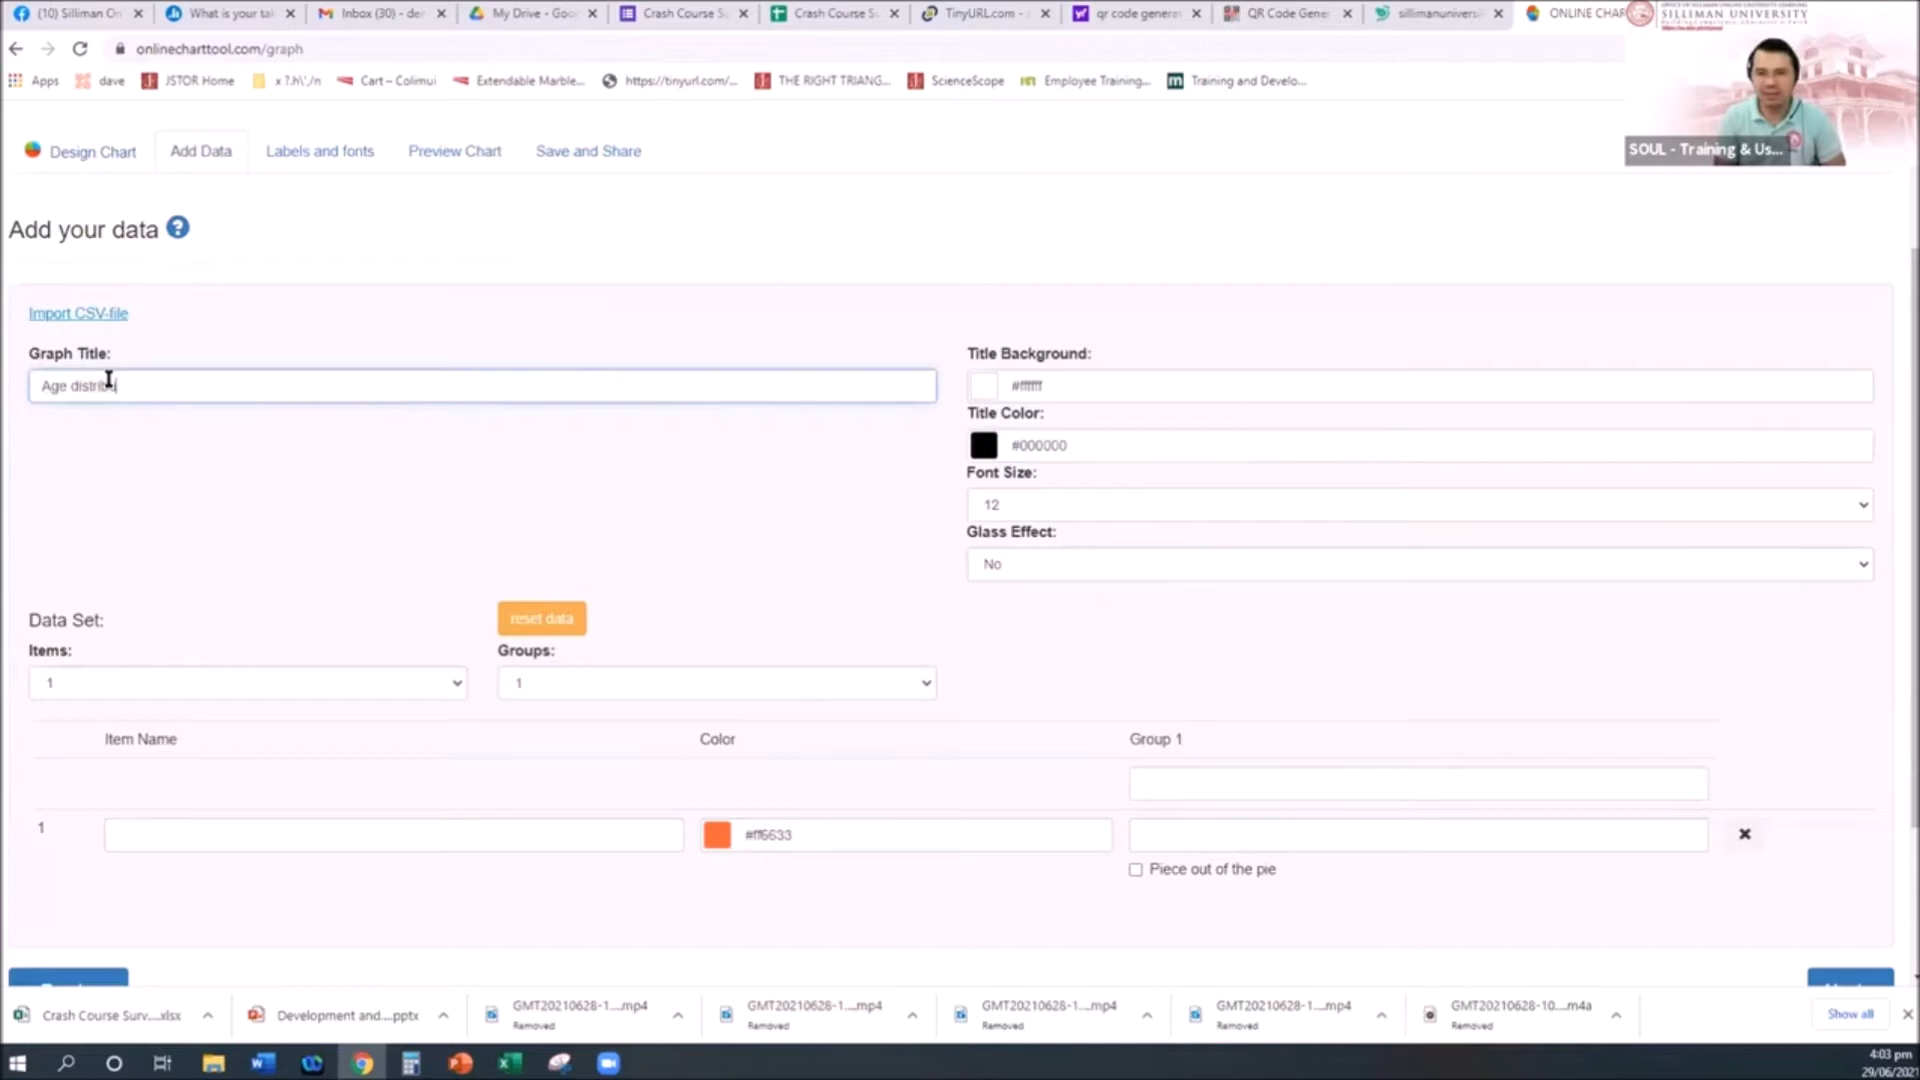 (10) Silliman On
What is your tal
Inbox (30) - der
My Drive - Goo
Crash Course Su
Crash Course Su
TinyURL.com -
qr code generat
QR Code Gener
sillimanuniversi
ONLINE CHAR
SILLIMAN UNIVERSITY
onlinecharttool.com/graph
Apps
dave
JSTOR Home
x ?.h\'./n
Cart – Colimui
Extendable Marble...
https://tinyurl.com/...
THE RIGHT TRIANG...
ScienceScope
Employee Training...
Training and Develo...
SOUL - Training & Us...
Design Chart
Add Data
Labels and fonts
Preview Chart
Save and Share
Add your data ?
Import CSV-file
Graph Title:
Age distribu
Title Background:
#ffffff
Title Color:
#000000
Font Size:
12
Glass Effect:
No
Data Set:
reset data
Items:
Groups:
1
1
Item Name
Color
Group 1
1
#ff6633
Piece out of the pie
Crash Course Surv....xlsx
Development and....pptx
GMT20210628-1....mp4
Removed
GMT20210628-1....mp4
Removed
GMT20210628-1....mp4
Removed
GMT20210628-1....mp4
Removed
GMT20210628-10....m4a
Removed
Show all
4:03 pm
29/06/2021